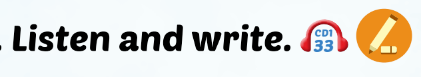 . Listen and write.
CD1
33